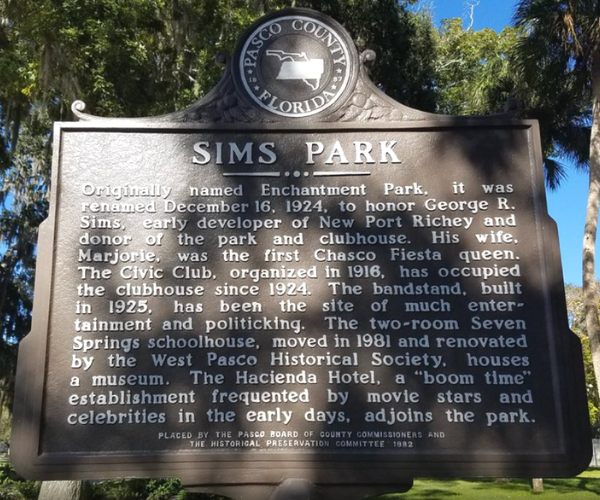 PASCO COUNTY
18 87
FLORIDA
SIMS PARK
Originally named Enchantment Park, it was
renamed December 16, 1924, to honor George R.
Sims, early developer of New Port Richey and
donor of the park and clubhouse. His wife,
Marjorie, was the first Chasco Fiesta queen.
The Civic Club, organized in 1916, has occupied
the clubhouse since 1924. The bandstand, built
in 1925, has been the site of much enter-
tainment and politicking. The two-room Seven
Springs schoolhouse, moved in 1981 and renovated
by the West Pasco Historical Society, houses
a museum. The Hacienda Hotel, a "boom time"
establishment frequented by movie stars and
celebrities in the early days, adjoins the park.
PLACED BY THE PASCO BOARD OF COUNTY COMMISSIONERS AND
THE HISTORICAL PRESERVATION COMMITTEE 1982